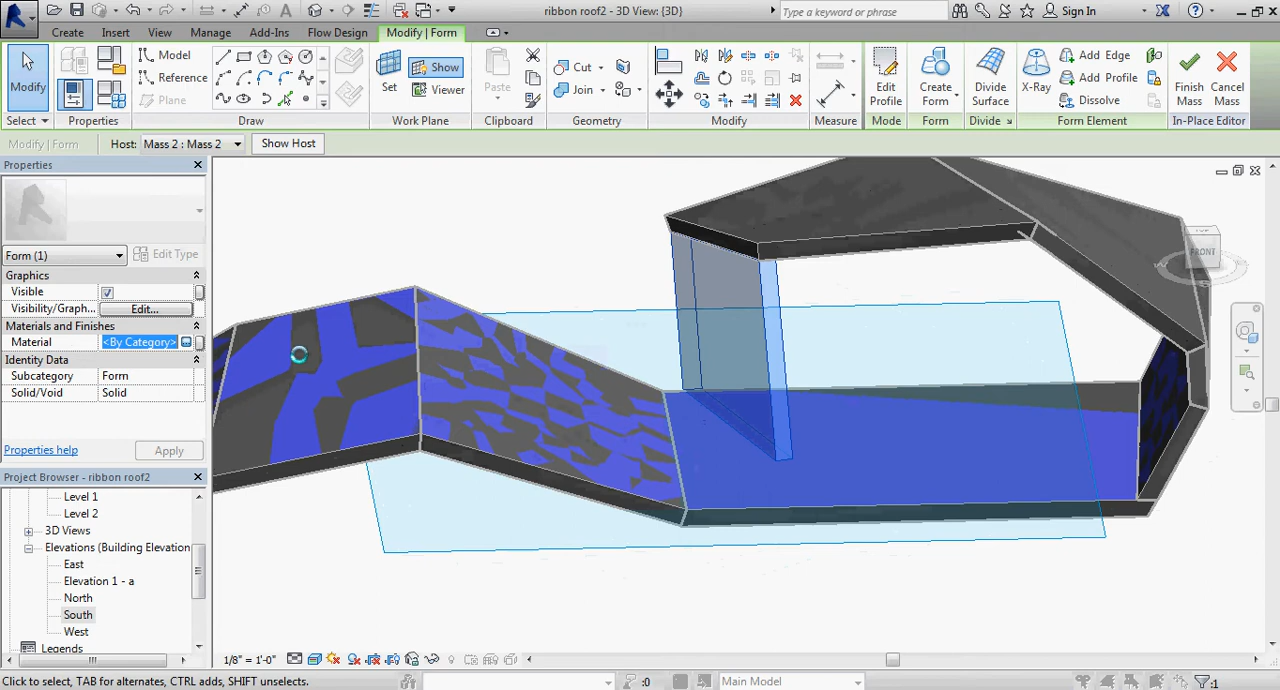 ribbon roof2 - 3D View: {3D}
Type a keyword or phrase
Sign In
Create Insert View Manage Add-Ins Flow Design Modify | Form
Modify
Select
Properties
Model
Reference
Plane
Draw
Set
Show
Viewer
Work Plane
Paste
Clipboard
Cut
Join
Geometry
Modify
Measure
Edit Profile
Mode
Create Form
Form
Divide Surface
Divide
X-Ray
Add Edge
Add Profile
Dissolve
Form Element
Finish Mass
Cancel Mass
In-Place Editor
Modify | Form
Host: Mass 2 : Mass 2
Show Host
Properties
Form (1)
Edit Type
Graphics
Visible
Visibility/Graph...
Edit...
Materials and Finishes
Material
<By Category>
Identity Data
Subcategory
Form
Solid/Void
Solid
Properties help
Apply
Project Browser - ribbon roof2
Level 1
Level 2
3D Views
Elevations (Building Elevation
East
Elevation 1 - a
North
South
West
Legends
TOP
FRONT
1/8" = 1'-0"
Click to select, TAB for alternates, CTRL adds, SHIFT unselects.
:0
Main Model
:1